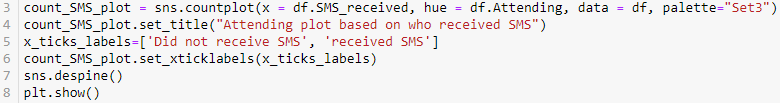 3 count_SMS_plot = sns.countplot(x = df.SMS_received, hue = df.Attending, data = df, palette="Set3")
4 count_SMS_plot.set_title("Attending plot based on who received SMS")
5 x_ticks_labels=['Did not receive SMS', 'received SMS']
6 count_SMS_plot.set_xticklabels(x_ticks_labels)
7 sns.despine()
8 plt.show()